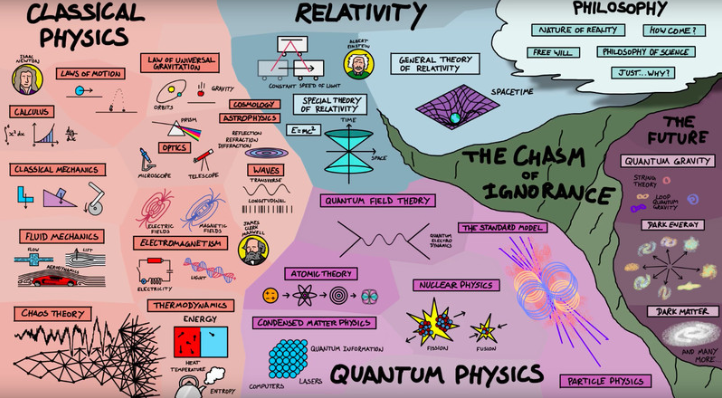 CLASSICAL
PHYSICS
ISAAC
NEWTON
LAWS OF MOTION
LAW OF UNIVERSAL
GRAVITATION
ORBITS
GRAVITY
CALCULUS
COSMOLOGY
ASTROPHYSICS
PRISM
REFLECTION
REFRACTION
DIFFRACTION
OPTICS
MICROSCOPE
TELESCOPE
CLASSICAL MECHANICS
WAVES
TRANSVERSE
LONGITUDINAL
ELECTRIC
FIELDS
MAGNETIC
FIELDS
JAMES
CLERK
MAXWELL
FLUID MECHANICS
FLOW
LIFT
AERODYNAMICS
ELECTROMAGNETISM
ELECTRICITY
LIGHT
CHAOS THEORY
THERMODYNAMICS
ENERGY
HEAT
TEMPERATURE
ENTROPY
RELATIVITY
ALBERT
EINSTEIN
CONSTANT SPEED OF LIGHT
GENERAL THEORY
OF RELATIVITY
SPECIAL THEORY
OF RELATIVITY
E=mc²
TIME
SPACE
SPACETIME
PHILOSOPHY
NATURE OF REALITY
HOW COME?
FREE WILL
PHILOSOPHY OF SCIENCE
JUST...WHY?
THE CHASM
OF
IGNORANCE
THE
FUTURE
QUANTUM GRAVITY
STRING
THEORY
LOOP
QUANTUM
GRAVITY
DARK ENERGY
DARK MATTER
AND MANY
MORE
QUANTUM FIELD THEORY
QUANTUM
ELECTRO
DYNAMICS
THE STANDARD MODEL
ATOMIC THEORY
NUCLEAR PHYSICS
FISSION
FUSION
CONDENSED MATTER PHYSICS
QUANTUM INFORMATION
LASERS
COMPUTERS
QUANTUM PHYSICS
PARTICLE PHYSICS